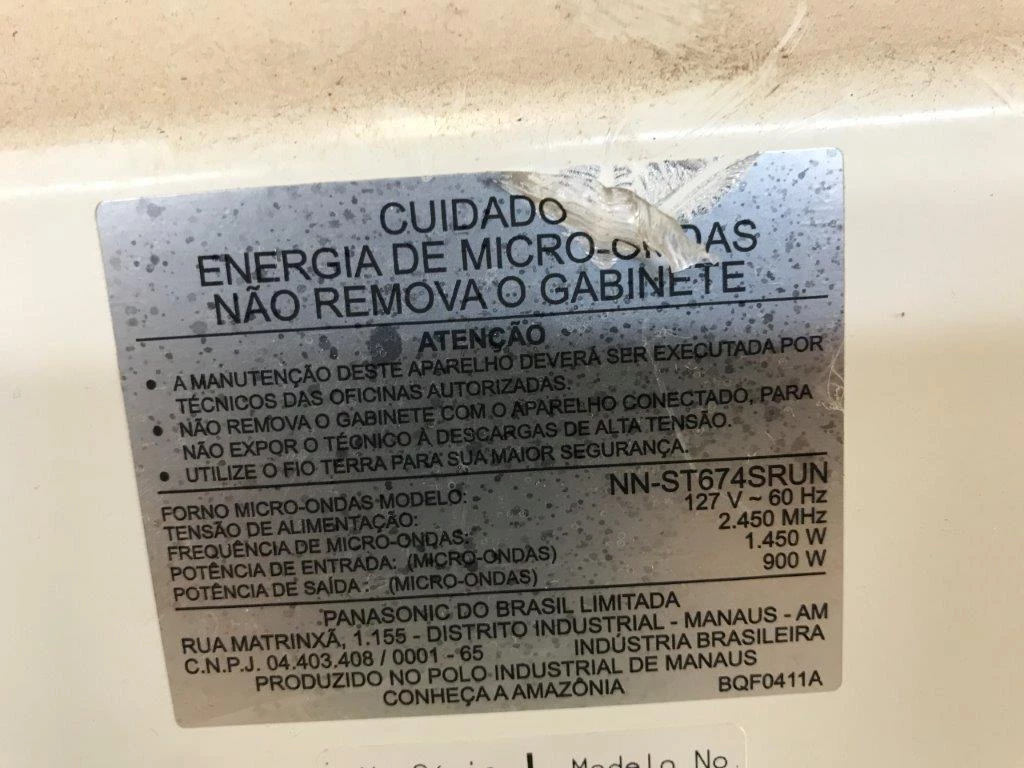 CUIDADO
ENERGIA DE MICRO-ONDAS
NÃO REMOVA O GABINETE
ATENÇÃO
• A MANUTENÇÃO DESTE APARELHO DEVERÁ SER EXECUTADA POR
TÉCNICOS DAS OFICINAS AUTORIZADAS.
• NÃO REMOVA O GABINETE COM O APARELHO CONECTADO, PARA
NÃO EXPOR O TÉCNICO À DESCARGAS DE ALTA TENSÃO.
• UTILIZE O FIO TERRA PARA SUA MAIOR SEGURANÇA.
FORNO MICRO-ONDAS MODELO: NN-ST674SRUN
TENSÃO DE ALIMENTAÇÃO: 127 V ~ 60 Hz
FREQUÊNCIA DE MICRO-ONDAS: 2.450 MHz
POTÊNCIA DE ENTRADA: (MICRO-ONDAS) 1.450 W
POTÊNCIA DE SAÍDA: (MICRO-ONDAS) 900 W
PANASONIC DO BRASIL LIMITADA
RUA MATRINXÃ, 1.155 - DISTRITO INDUSTRIAL - MANAUS - AM
C.N.P.J. 04.403.408 / 0001 - 65 INDÚSTRIA BRASILEIRA
PRODUZIDO NO POLO INDUSTRIAL DE MANAUS
CONHEÇA A AMAZÔNIA BQF0411A
Modelo No.